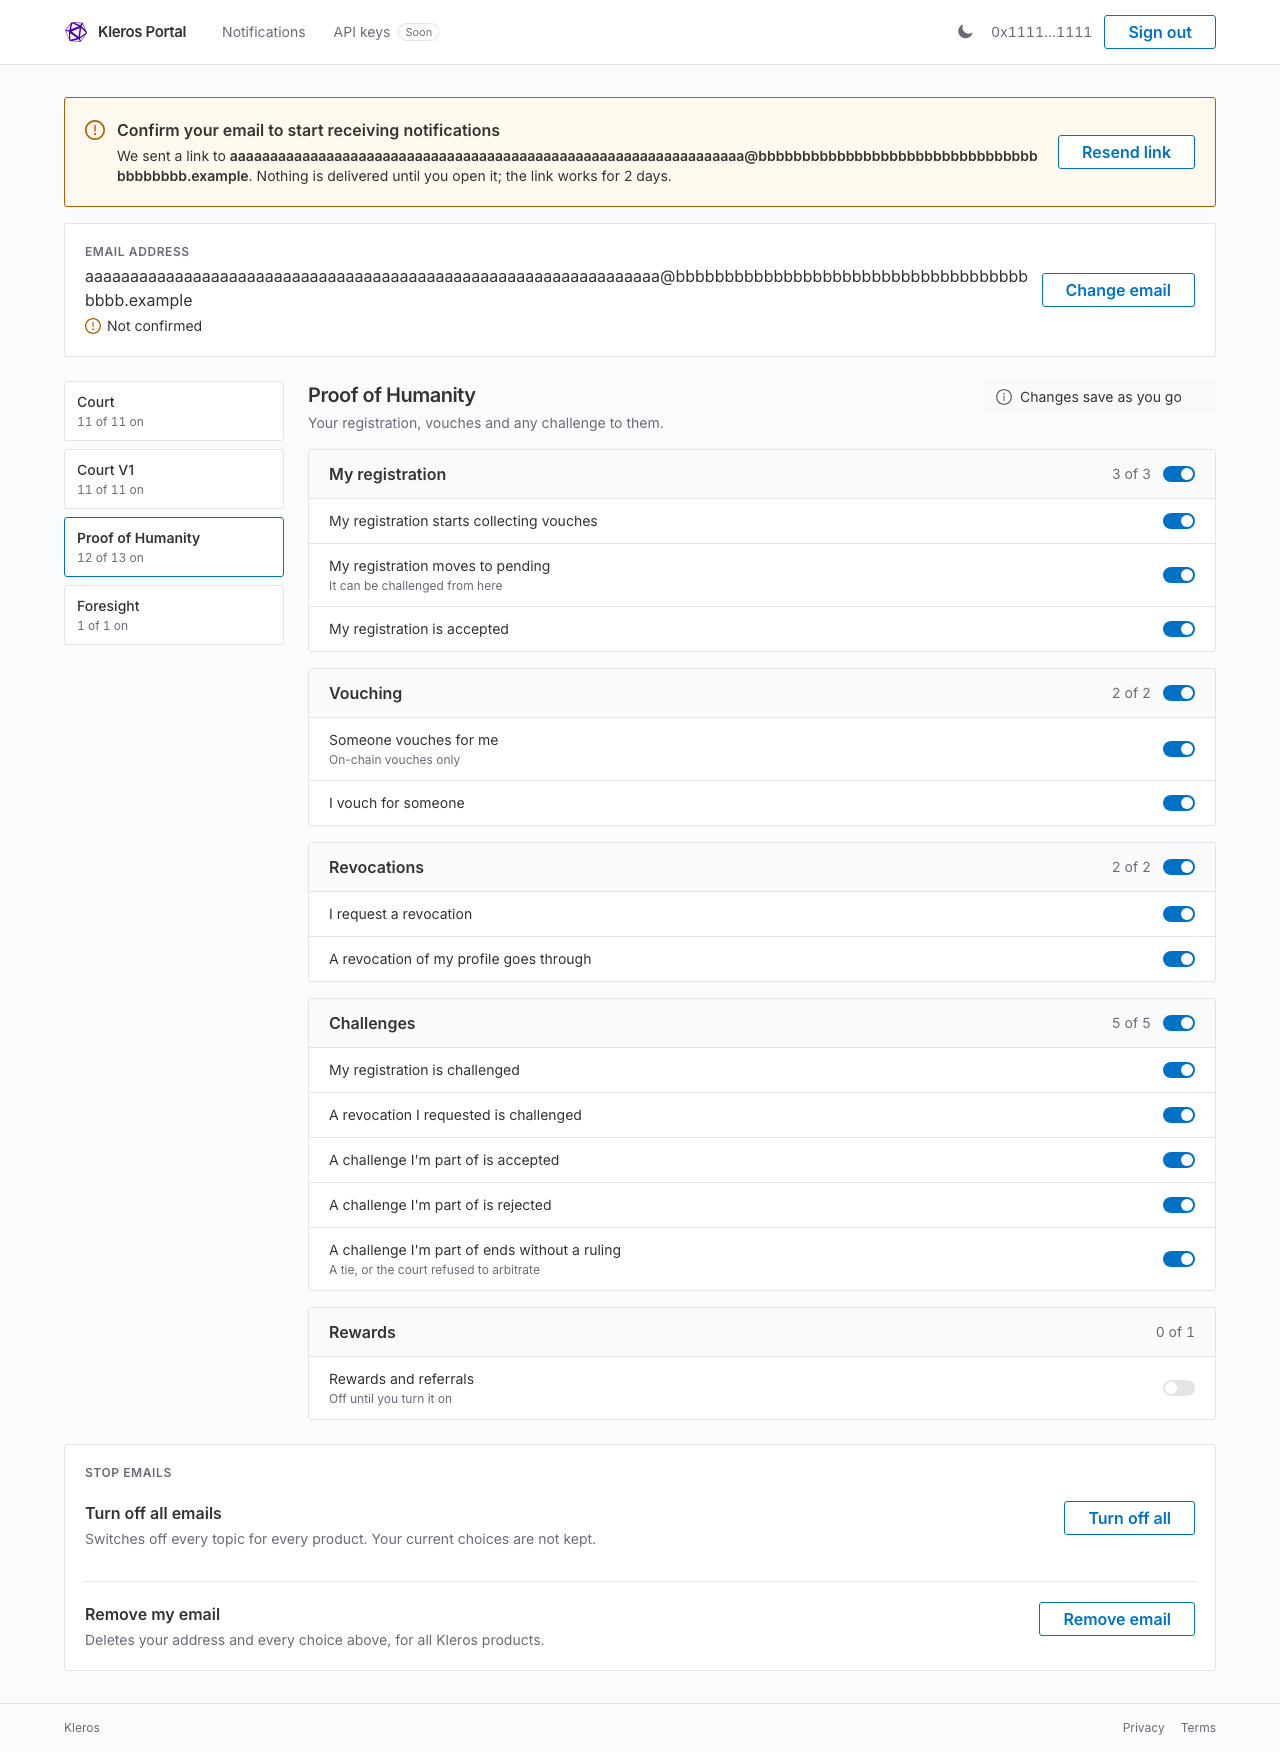 Kleros Portal
Notifications
API keys
Soon
0x1111...1111
Sign out
Confirm your email to start receiving notifications
We sent a link to aaaaaaaaaaaaaaaaaaaaaaaaaaaaaaaaaaaaaaaaaaaaaaaaaaaaaaaaaaaaaaaa@bbbbbbbbbbbbbbbbbbbbbbbbbbbbbbbb
bbbbbbbb.example. Nothing is delivered until you open it; the link works for 2 days.
Resend link
EMAIL ADDRESS
aaaaaaaaaaaaaaaaaaaaaaaaaaaaaaaaaaaaaaaaaaaaaaaaaaaaaaaaaaaaaaaa@bbbbbbbbbbbbbbbbbbbbbbbbbbbbbbbbbbbb
bbbb.example
Not confirmed
Change email
Court
11 of 11 on
Court V1
11 of 11 on
Proof of Humanity
12 of 13 on
Foresight
1 of 1 on
Proof of Humanity
Your registration, vouches and any challenge to them.
Changes save as you go
My registration
3 of 3
My registration starts collecting vouches
My registration moves to pending
It can be challenged from here
My registration is accepted
Vouching
2 of 2
Someone vouches for me
On-chain vouches only
I vouch for someone
Revocations
2 of 2
I request a revocation
A revocation of my profile goes through
Challenges
5 of 5
My registration is challenged
A revocation I requested is challenged
A challenge I'm part of is accepted
A challenge I'm part of is rejected
A challenge I'm part of ends without a ruling
A tie, or the court refused to arbitrate
Rewards
0 of 1
Rewards and referrals
Off until you turn it on
STOP EMAILS
Turn off all emails
Switches off every topic for every product. Your current choices are not kept.
Turn off all
Remove my email
Deletes your address and every choice above, for all Kleros products.
Remove email
Kleros
Privacy
Terms